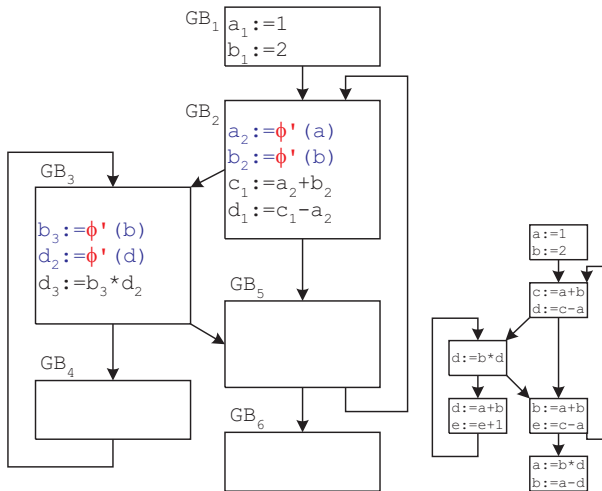 GB₁
a₁:=1
b₁:=2
GB₂
a₂:=ϕ'(a)
b₂:=ϕ'(b)
c₁:=a₂+b₂
d₁:=c₁-a₂
GB₃
b₃:=ϕ'(b)
d₂:=ϕ'(d)
d₃:=b₃*d₂
GB₅
GB₄
GB₆
a:=1
b:=2
c:=a+b
d:=c-a
d:=b*d
d:=a+b
e:=e+1
b:=a+b
e:=c-a
a:=b*d
b:=a-d